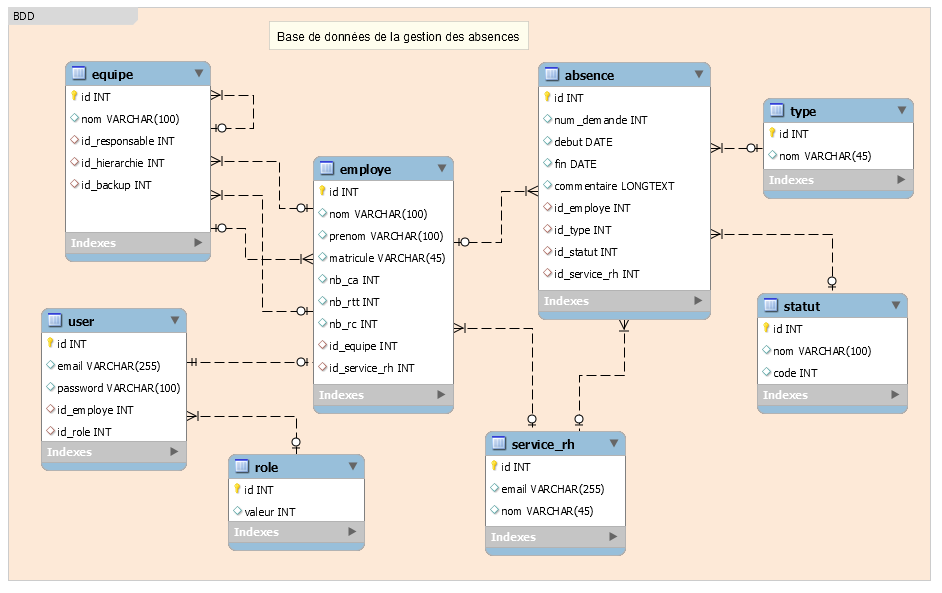 BDD
Base de données de la gestion des absences
equipe
id INT
nom VARCHAR(100)
id_responsable INT
id_hierarchie INT
id_backup INT
Indexes
employe
id INT
nom VARCHAR(100)
prenom VARCHAR(100)
matricule VARCHAR(45)
nb_ca INT
nb_rtt INT
nb_rc INT
id_equipe INT
id_service_rh INT
Indexes
absence
id INT
num_demande INT
debut DATE
fin DATE
commentaire LONGTEXT
id_employe INT
id_type INT
id_statut INT
id_service_rh INT
Indexes
type
id INT
nom VARCHAR(45)
Indexes
user
id INT
email VARCHAR(255)
password VARCHAR(100)
id_employe INT
id_role INT
Indexes
statut
id INT
nom VARCHAR(100)
code INT
Indexes
role
id INT
valeur INT
Indexes
service_rh
id INT
email VARCHAR(255)
nom VARCHAR(45)
Indexes